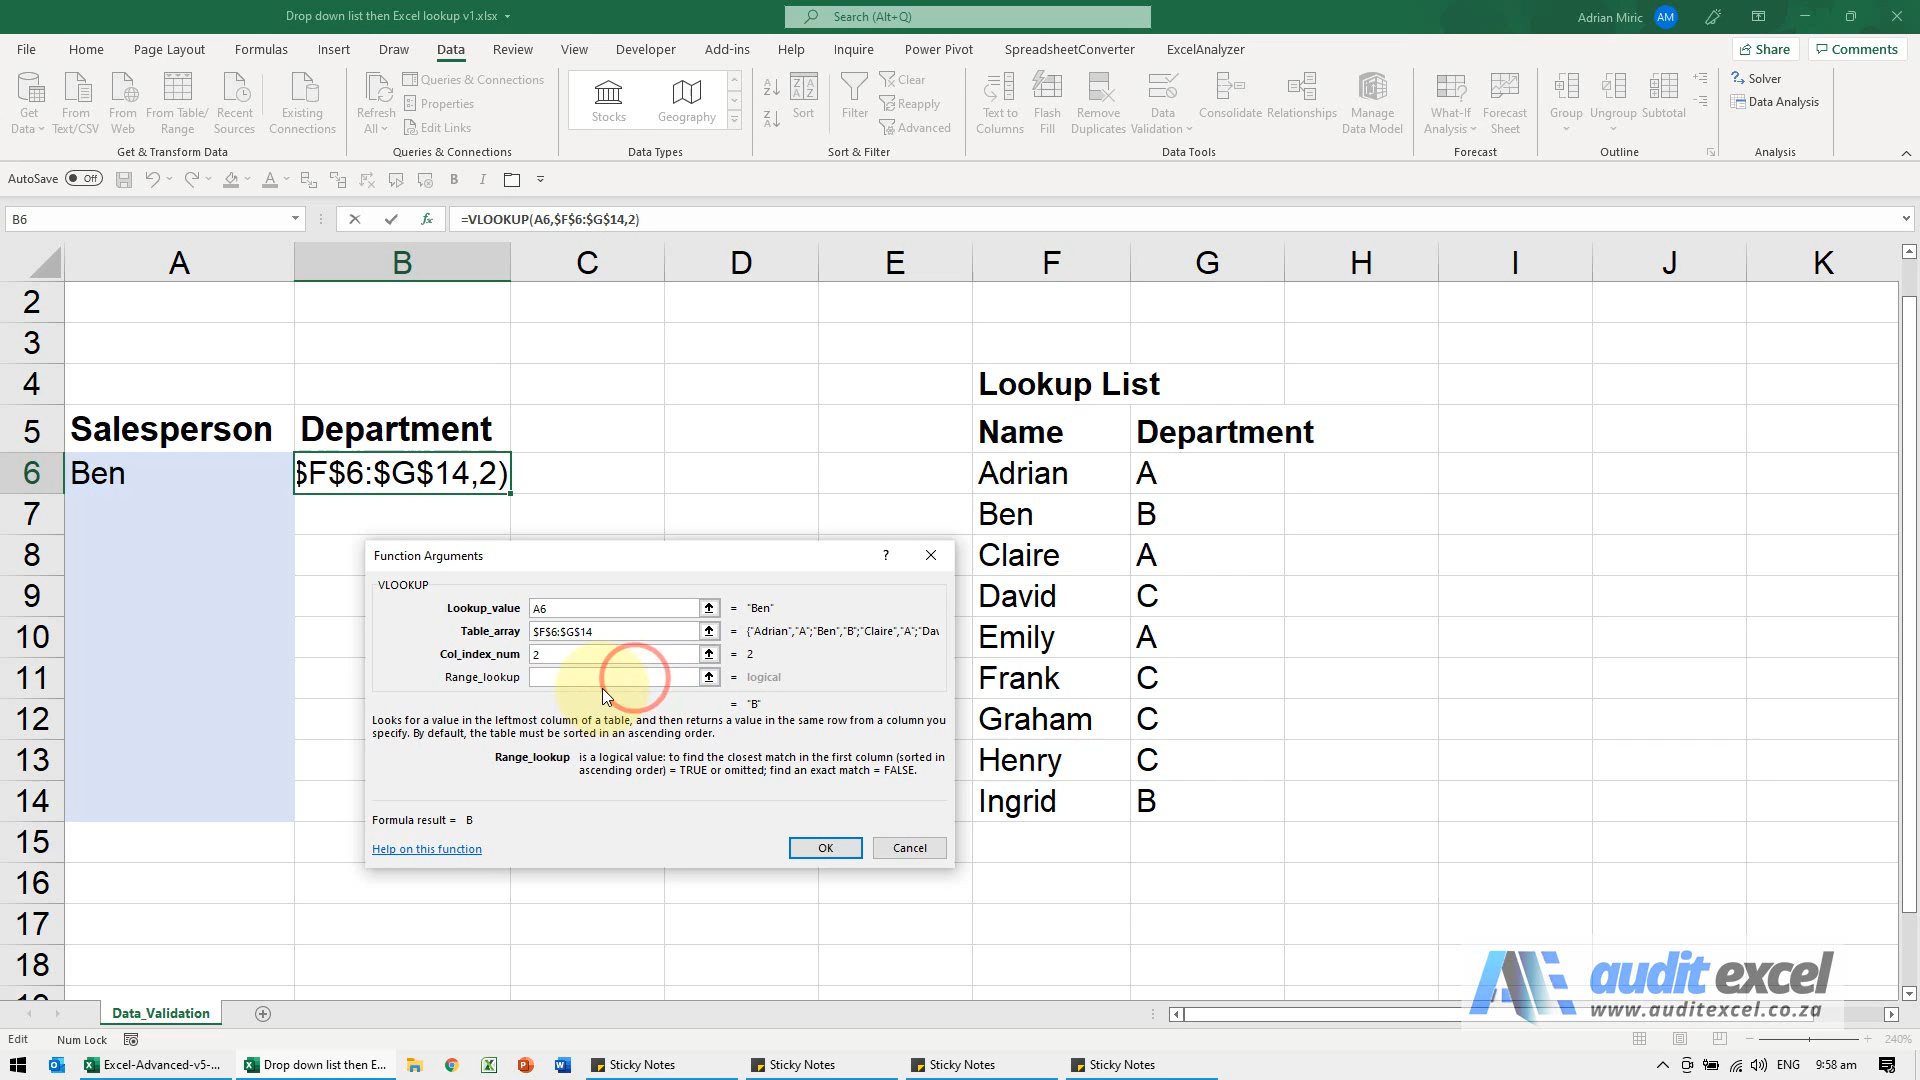 Drop down list then Excel lookup v1.xlsx
Search (Alt+Q)
Adrian Miric AM
File Home Page Layout Formulas Insert Draw Data Review View Developer Add-ins Help Inquire Power Pivot SpreadsheetConverter ExcelAnalyzer Share Comments
Get Data
From Text/CSV
From Web
From Table/ Range
Recent Sources
Existing Connections
Get & Transform Data
Refresh All
Queries & Connections
Properties
Edit Links
Queries & Connections
Stocks Geography
Data Types
Sort
Filter
Clear
Reapply
Advanced
Sort & Filter
Text to Columns
Flash Fill
Remove Duplicates
Data Validation
Consolidate
Relationships
Manage Data Model
Data Tools
What-If Analysis
Forecast Sheet
Forecast
Group
Ungroup
Subtotal
Outline
Solver
Data Analysis
Analysis
AutoSave Off B I
B6 fx =VLOOKUP(A6,$F$6:$G$14,2)
A B C D E F G H I J K
2
3
4 Lookup List
5 Salesperson Department Name Department
6 Ben $F$6:$G$14,2) Adrian A
7 Ben B
8 Claire A
9 David C
10 Emily A
11 Frank C
12 Graham C
13 Henry C
14 Ingrid B
15
16
17
18
Function Arguments ?
VLOOKUP
Lookup_value A6 = "Ben"
Table_array $F$6:$G$14 = {"Adrian","A";"Ben","B";"Claire","A";"Dav
Col_index_num 2 = 2
Range_lookup = logical
= "B"
Looks for a value in the leftmost column of a table, and then returns a value in the same row from a column you
specify. By default, the table must be sorted in an ascending order.
Range_lookup is a logical value: to find the closest match in the first column (sorted in
ascending order) = TRUE or omitted; find an exact match = FALSE.
Formula result = B
Help on this function
OK Cancel
audit excel
www.auditexcel.co.za
Data_Validation
Edit Num Lock 240%
Excel-Advanced-v5-... Drop down list then E... Sticky Notes Sticky Notes Sticky Notes Sticky Notes ENG 9:58 am